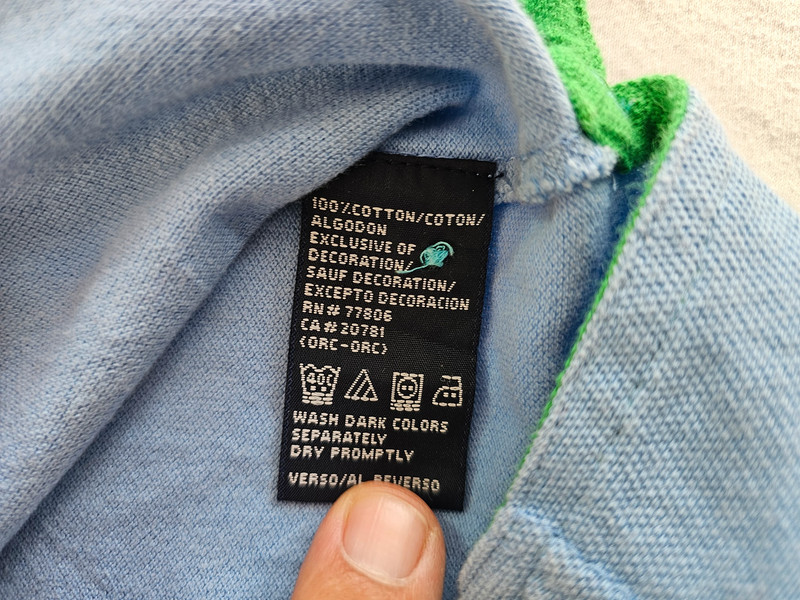 100%COTTON/COTON/
ALGODON
EXCLUSIVE OF
DECORATION/
SAUF DECORATION/
EXCEPTO DECORACION
RN# 77806
CA# 20781
(ORC-ORC)
40C
WASH DARK COLORS
SEPARATELY
DRY PROMPTLY
VERSO/AL REVERSO